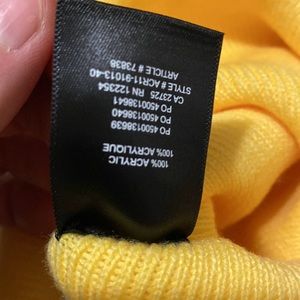 100% ACRYLIC
100% ACRYLIQUE
PO 4500138639
PO 4500138640
PO 4500138641
CA 23725 RN 122354
STYLE # ACR11-91013-40
ARTICLE # 73838